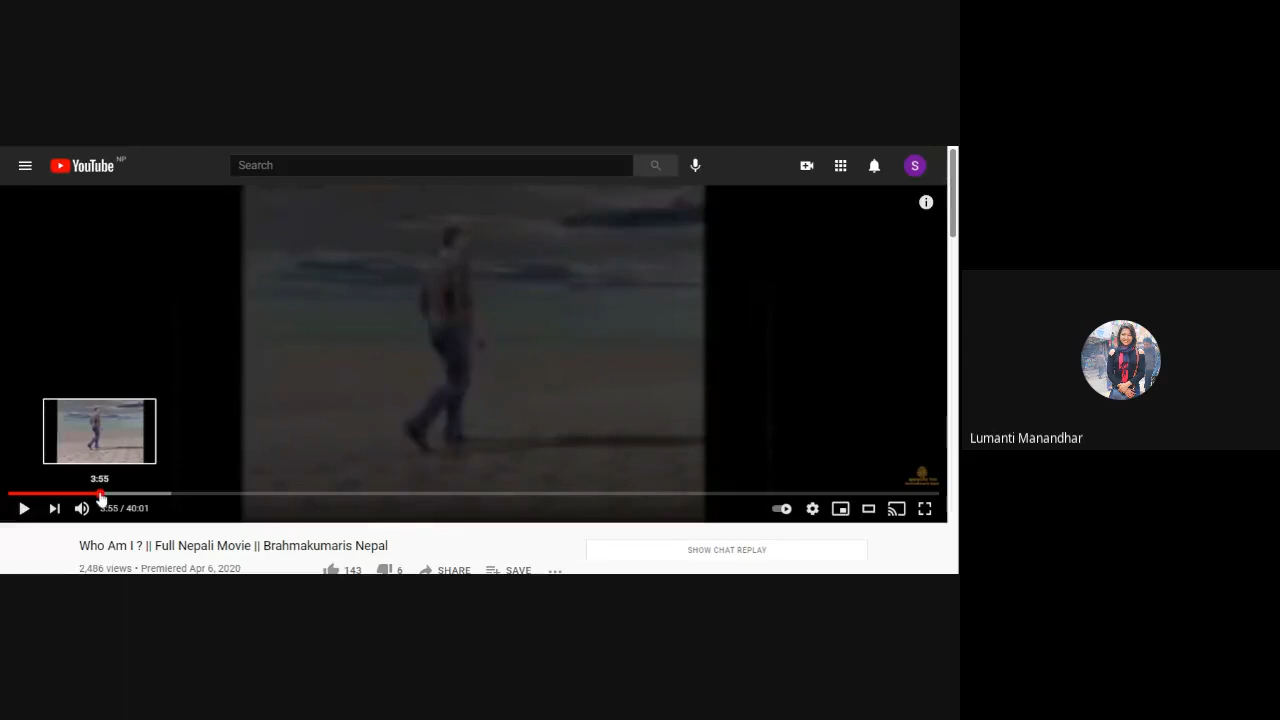 YouTube NP
Search
S
3:55
3:55 / 40:01
Who Am I ? || Full Nepali Movie || Brahmakumaris Nepal
SHOW CHAT REPLAY
2,486 views • Premiered Apr 6, 2020
143
6
SHARE
SAVE
Lumanti Manandhar